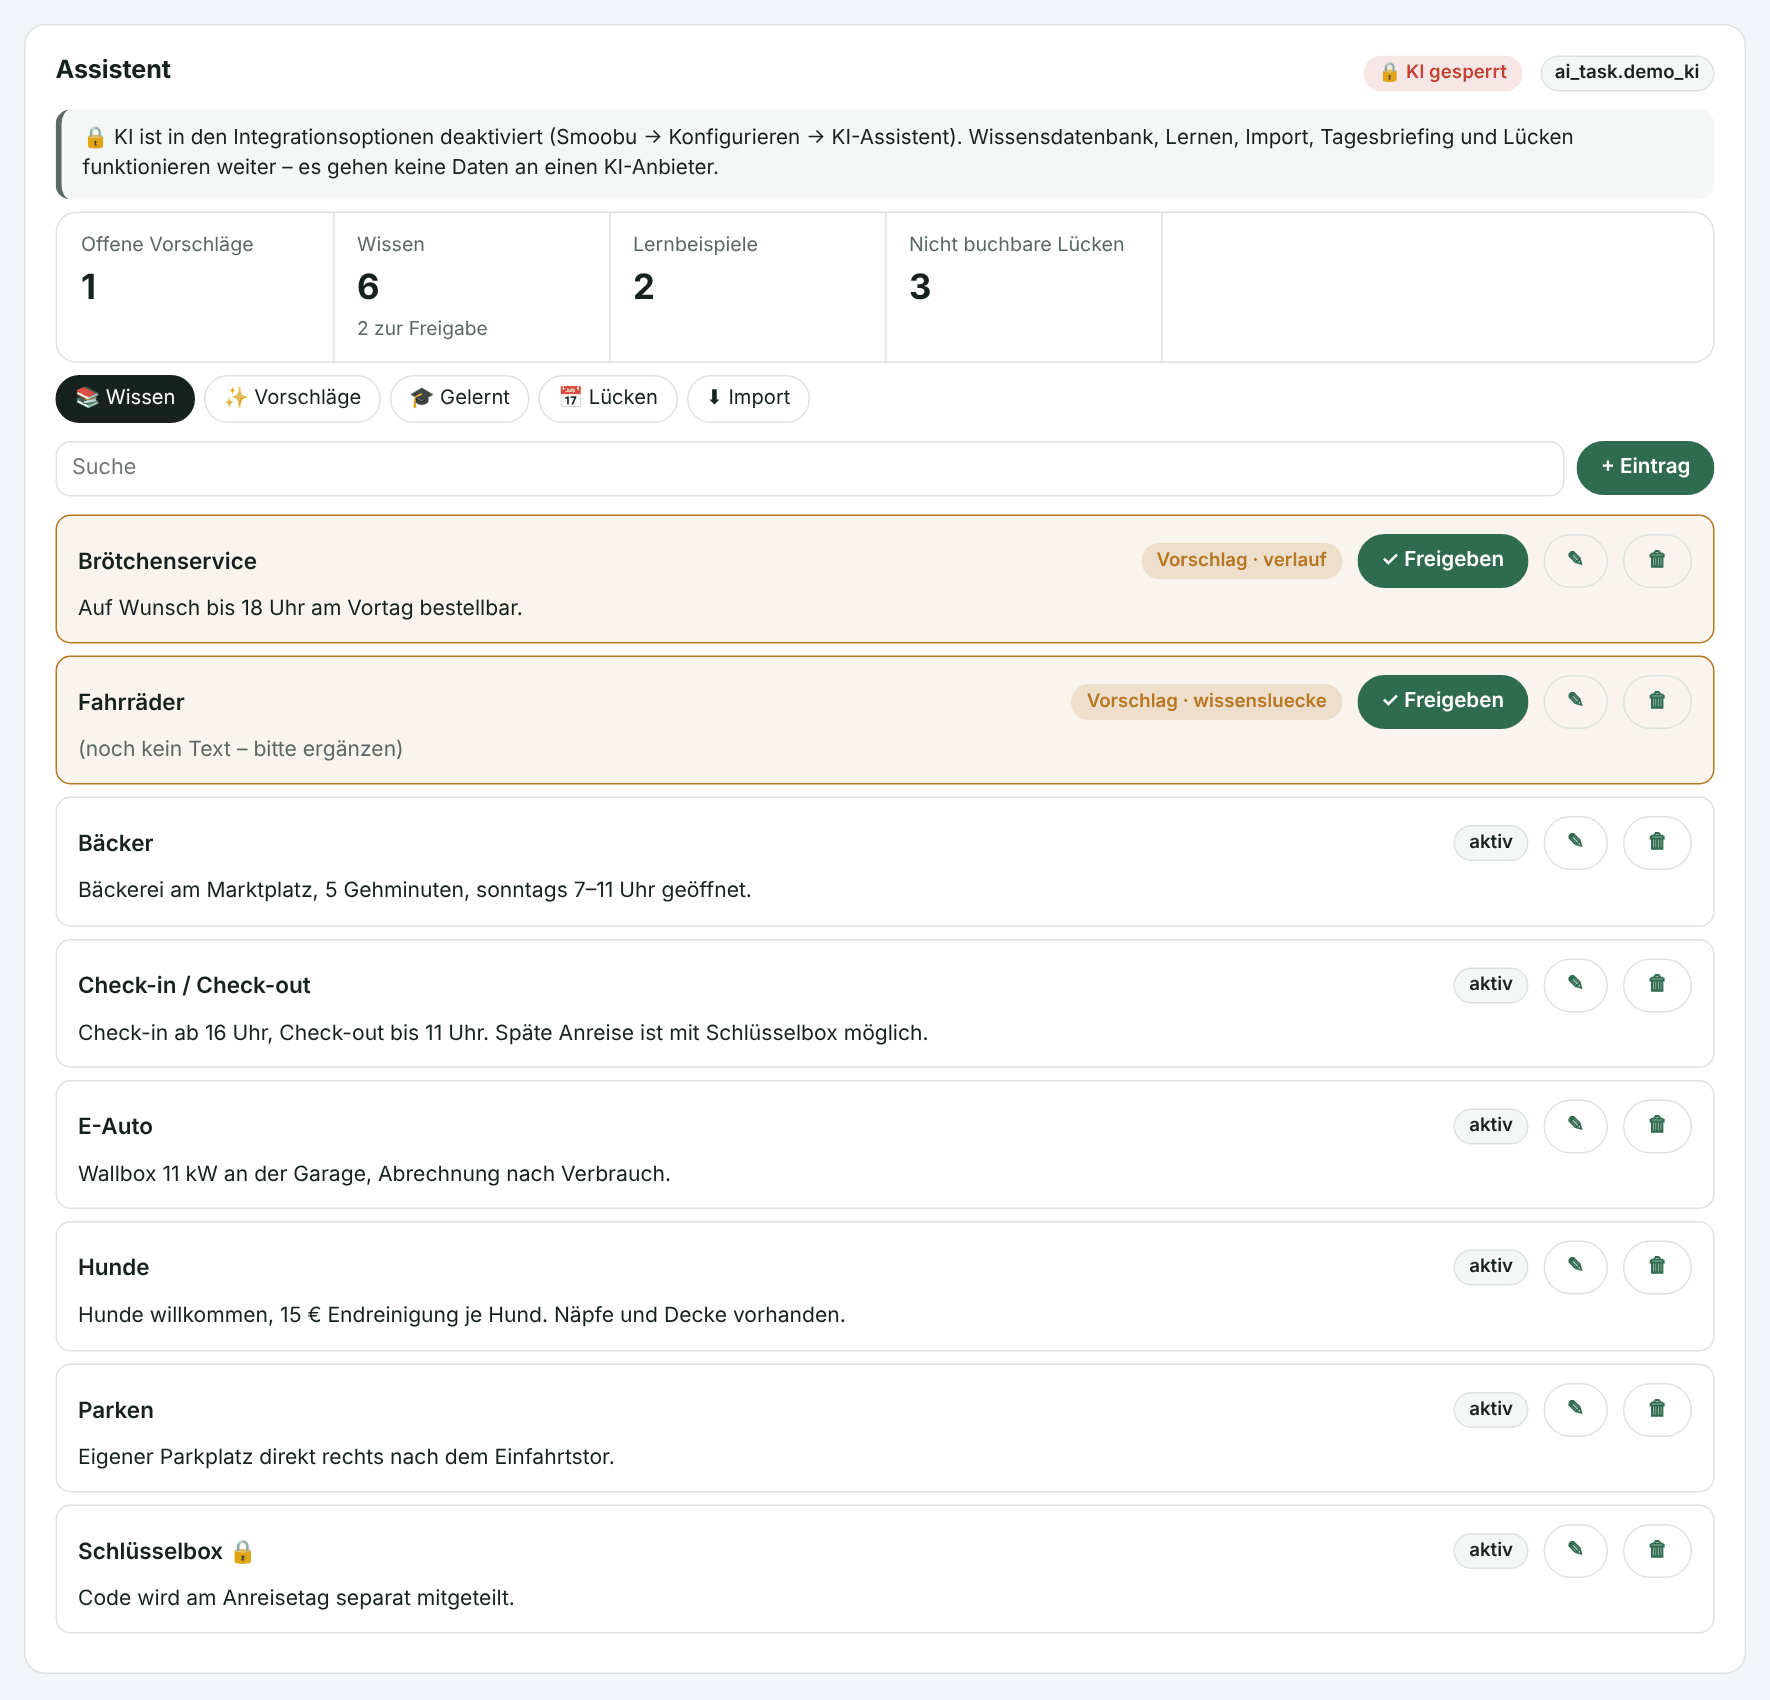 Assistent
🔒 KI gesperrt
ai_task.demo_ki
🔒 KI ist in den Integrationsoptionen deaktiviert (Smoobu → Konfigurieren → KI-Assistent). Wissensdatenbank, Lernen, Import, Tagesbriefing und Lücken
funktionieren weiter – es gehen keine Daten an einen KI-Anbieter.
Offene Vorschläge
1
Wissen
6
2 zur Freigabe
Lernbeispiele
2
Nicht buchbare Lücken
3
📚 Wissen
✨ Vorschläge
🎓 Gelernt
📅 Lücken
⬇ Import
Suche
+ Eintrag
Brötchenservice
Vorschlag · verlauf
✓ Freigeben
Auf Wunsch bis 18 Uhr am Vortag bestellbar.
Fahrräder
Vorschlag · wissensluecke
✓ Freigeben
(noch kein Text – bitte ergänzen)
Bäcker
aktiv
Bäckerei am Marktplatz, 5 Gehminuten, sonntags 7–11 Uhr geöffnet.
Check-in / Check-out
aktiv
Check-in ab 16 Uhr, Check-out bis 11 Uhr. Späte Anreise ist mit Schlüsselbox möglich.
E-Auto
aktiv
Wallbox 11 kW an der Garage, Abrechnung nach Verbrauch.
Hunde
aktiv
Hunde willkommen, 15 € Endreinigung je Hund. Näpfe und Decke vorhanden.
Parken
aktiv
Eigener Parkplatz direkt rechts nach dem Einfahrtstor.
Schlüsselbox 🔒
aktiv
Code wird am Anreisetag separat mitgeteilt.